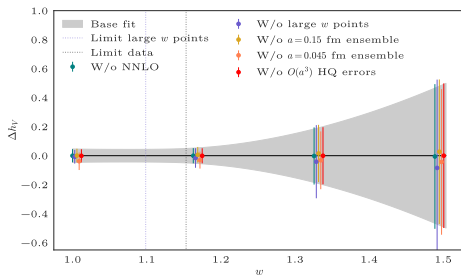 1.0
0.8
0.6
0.4
0.2
0.0
−0.2
−0.4
−0.6
Δh_V
Base fit
Limit large w points
Limit data
W/o NNLO
W/o large w points
W/o a=0.15 fm ensemble
W/o a=0.045 fm ensemble
W/o O(a³) HQ errors
1.0 1.1 1.2 1.3 1.4 1.5
w